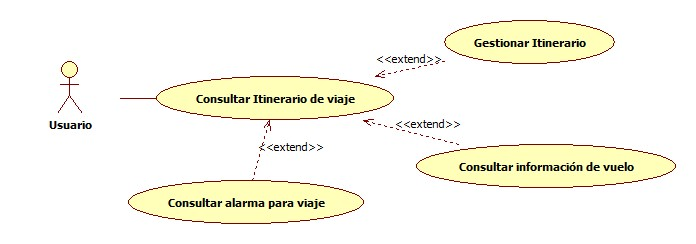 Gestionar Itinerario
<<extend>>
Consultar Itinerario de viaje
Usuario
<<extend>>
<<extend>>
Consultar información de vuelo
Consultar alarma para viaje